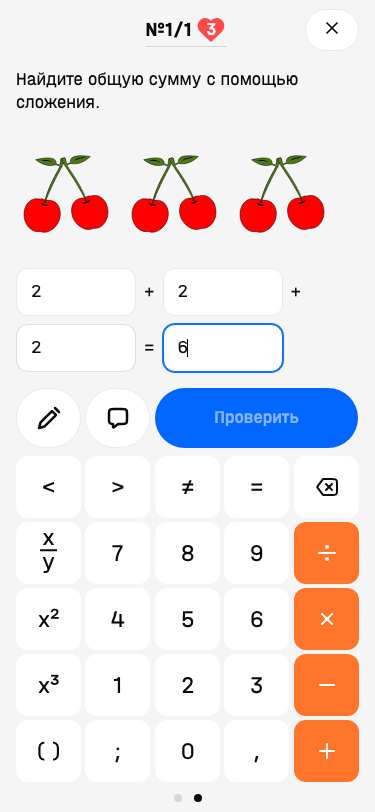 №1/1 3
Найдите общую сумму с помощью
сложения.
2 + 2 +
2 = 6
Проверить
< > ≠ =
x/y 7 8 9 ÷
x² 4 5 6 ×
x³ 1 2 3 −
( ) ; 0 , +